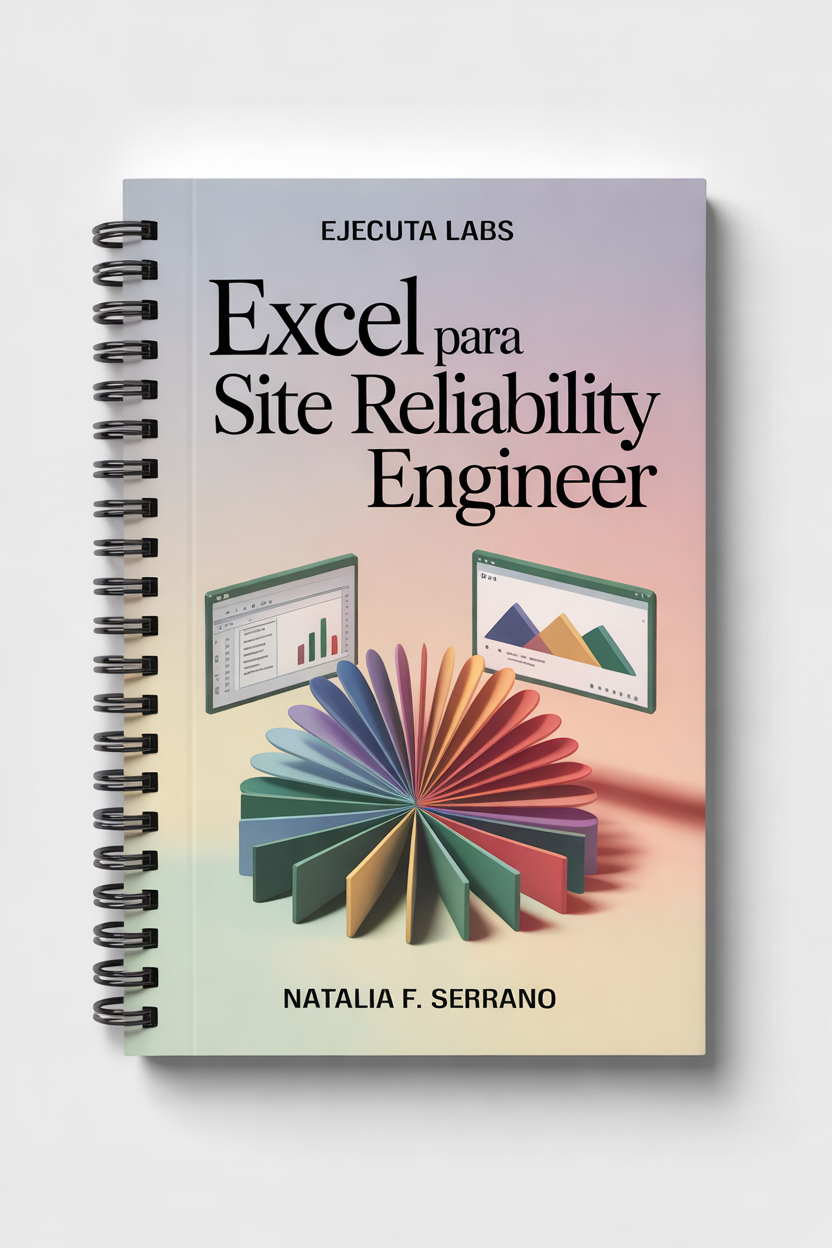 EJECUTA LABS
Excel para
Site Reliability
Engineer
NATALIA F. SERRANO